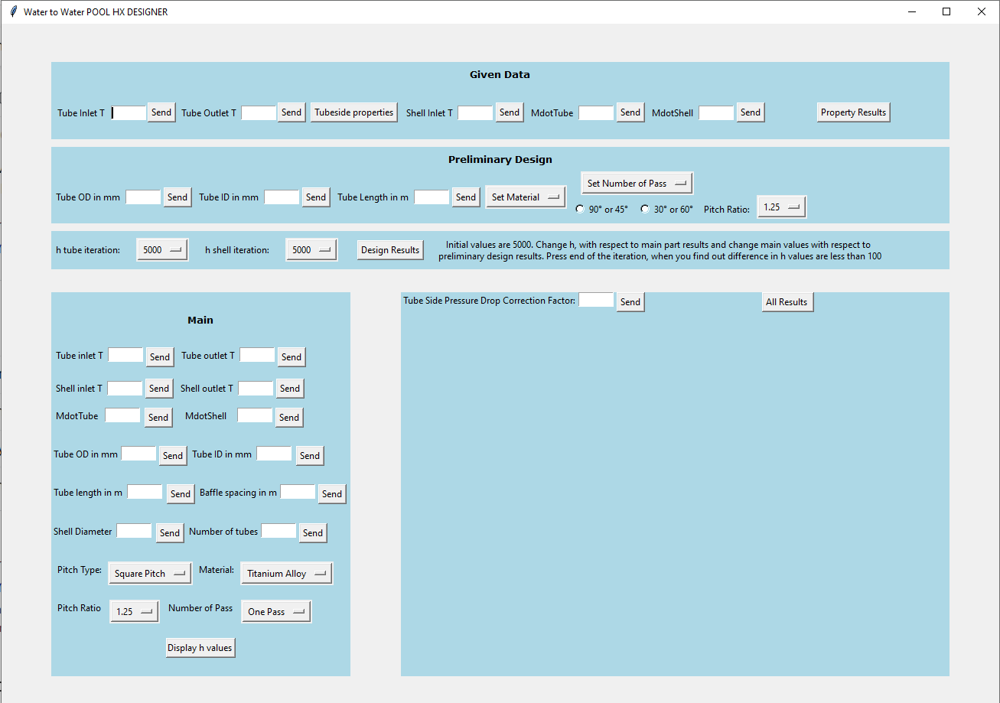 Water to Water POOL HX DESIGNER
Given Data
Tube Inlet T Send Tube Outlet T Send Tubeside properties Shell Inlet T Send MdotTube Send MdotShell Send Property Results
Preliminary Design
Set Number of Pass
Tube OD in mm Send Tube ID in mm Send Tube Length in m Send Set Material
90° or 45° 30° or 60° Pitch Ratio: 1.25
h tube iteration: 5000 h shell iteration: 5000 Design Results
Initial values are 5000. Change h, with respect to main part results and change main values with respect to
preliminary design results. Press end of the iteration, when you find out difference in h values are less than 100
Main
Tube inlet T Send Tube outlet T Send
Shell inlet T Send Shell outlet T Send
MdotTube Send MdotShell Send
Tube OD in mm Send Tube ID in mm Send
Tube length in m Send Baffle spacing in m Send
Shell Diameter Send Number of tubes Send
Pitch Type: Square Pitch Material: Titanium Alloy
Pitch Ratio 1.25 Number of Pass One Pass
Display h values
Tube Side Pressure Drop Correction Factor: Send All Results